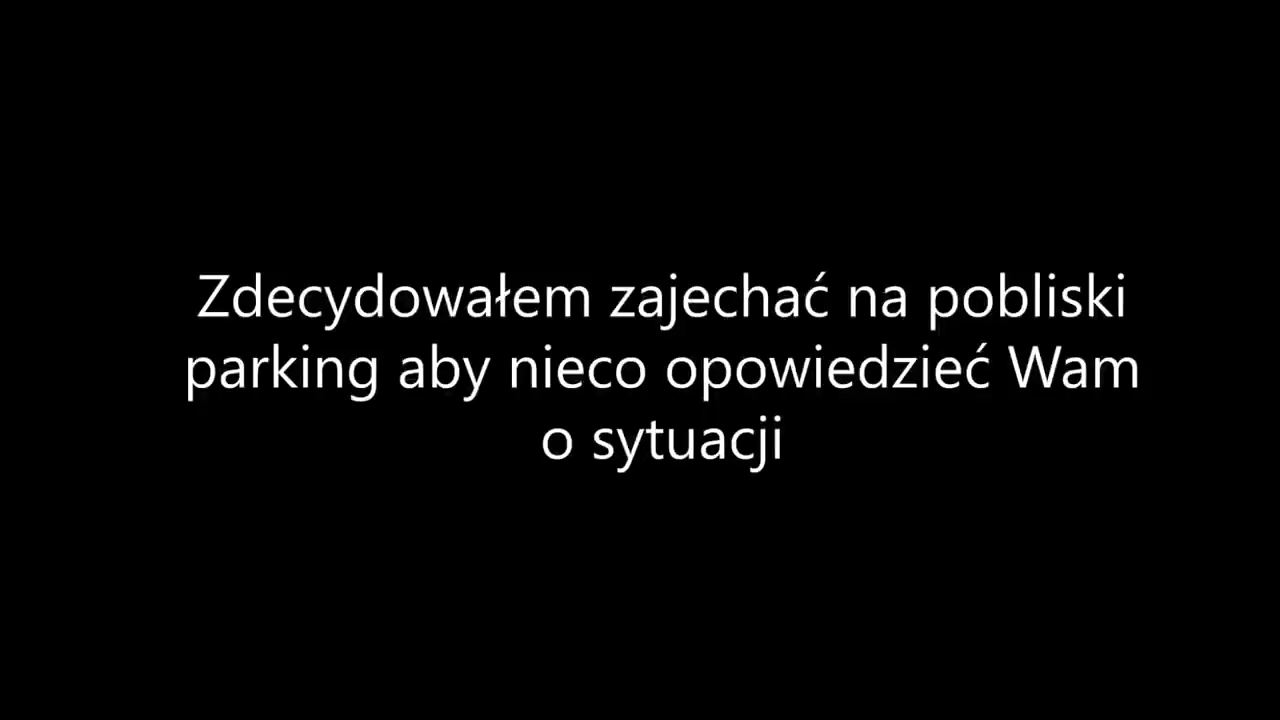 Zdecydowałem zajechać na pobliski
parking aby nieco opowiedzieć Wam
o sytuacji